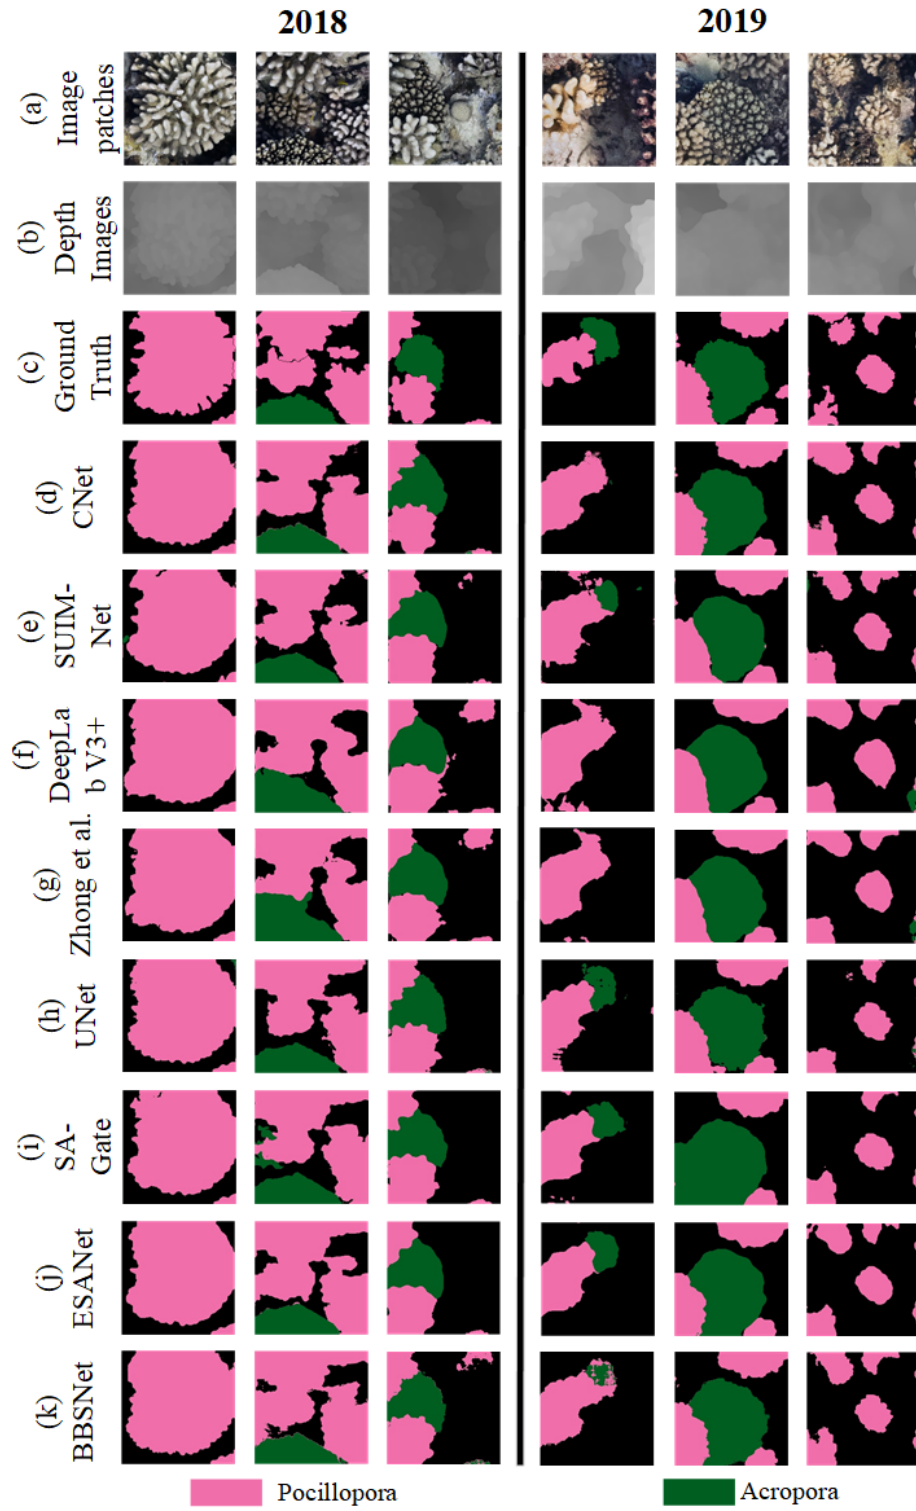 2018
2019
(a)
Image
patches
(b)
Depth
Images
(c)
Ground
Truth
(d)
CNet
(e)
SUIM-
Net
(f)
DeepLa
b V3+
(g)
Zhong et al.
(h)
UNet
(i)
SA-
Gate
(j)
ESANet
(k)
BBSNet
Pocillopora
Acropora